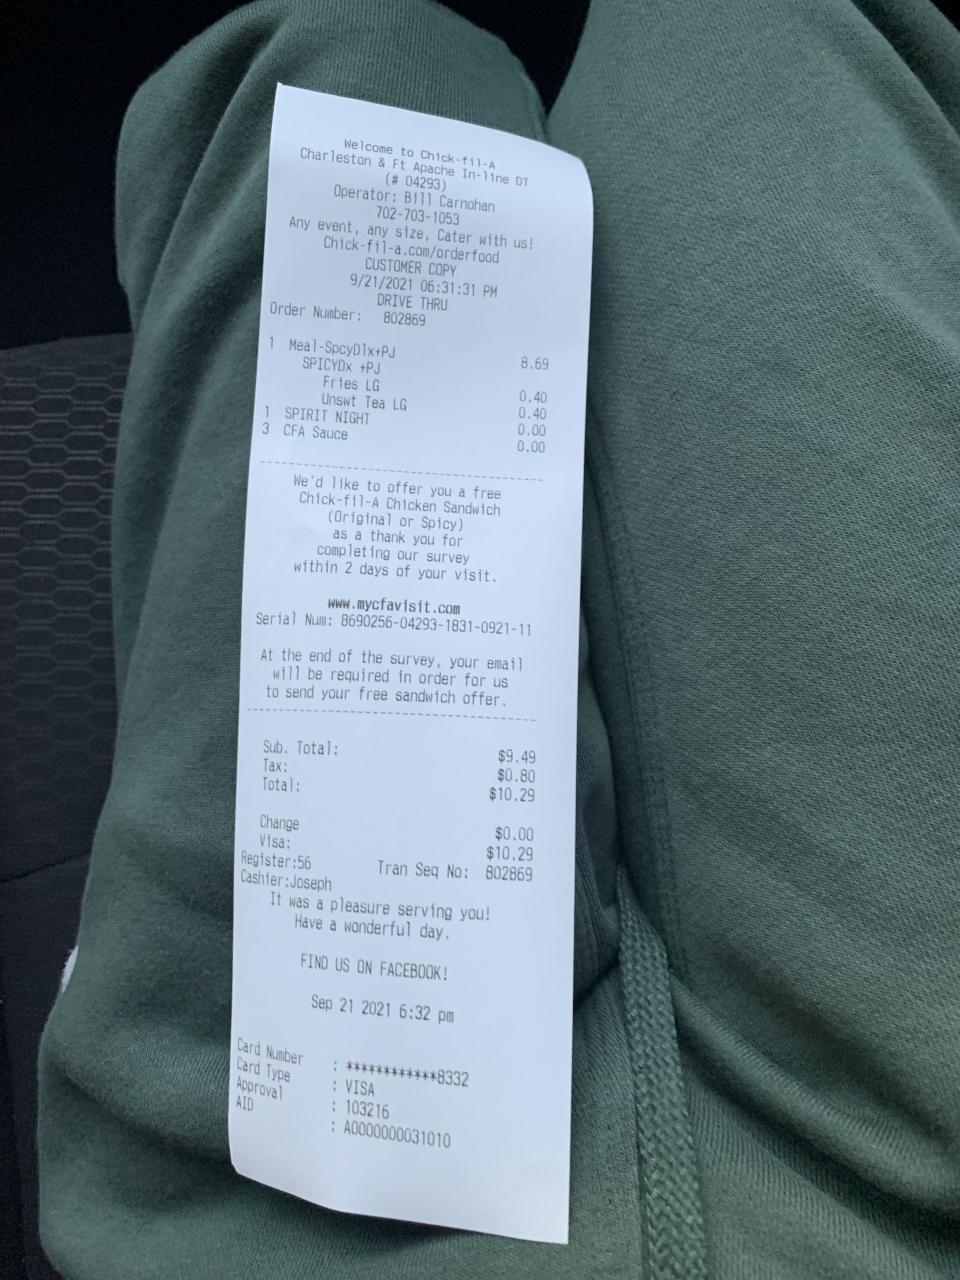 Welcome to Chick-fil-A
Charleston & Ft Apache In-line DT
(# 04293)
Operator: Bill Carnohan
702-703-1053
Any event, any size, Cater with us!
Chick-fil-a.com/orderfood
CUSTOMER COPY
9/21/2021 06:31:31 PM
DRIVE THRU
Order Number: 802869
1 Meal-SpcyDlx+PJ 8.69
SPICYDx +PJ
Fries LG 0.40
Unswt Tea LG 0.40
1 SPIRIT NIGHT 0.00
3 CFA Sauce 0.00
We'd like to offer you a free
Chick-fil-A Chicken Sandwich
(Original or Spicy)
as a thank you for
completing our survey
within 2 days of your visit.
www.mycfavisit.com
Serial Num: 8690256-04293-1831-0921-11
At the end of the survey, your email
will be required in order for us
to send your free sandwich offer.
Sub. Total: $9.49
Tax: $0.80
Total: $10.29
Change $0.00
Visa: $10.29
Register:56 Tran Seq No: 802869
Cashier:Joseph
It was a pleasure serving you!
Have a wonderful day.
FIND US ON FACEBOOK!
Sep 21 2021 6:32 pm
Card Number : ************8332
Card Type : VISA
Approval : 103216
AID : A0000000031010